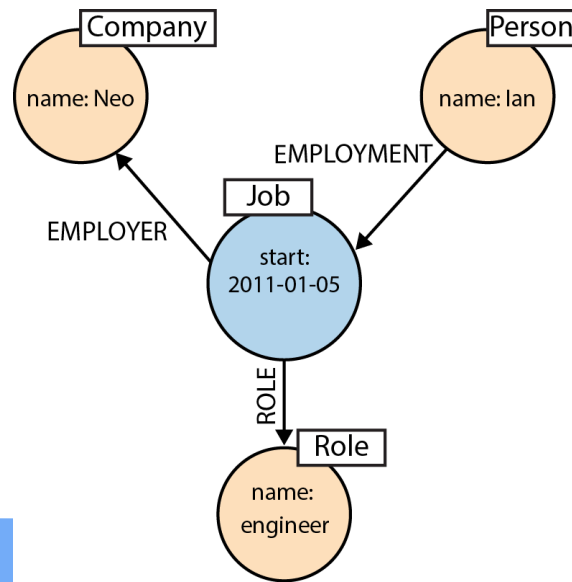 Company
Person
name: Neo
name: Ian
EMPLOYMENT
Job
EMPLOYER
start:
2011-01-05
ROLE
Role
name:
engineer